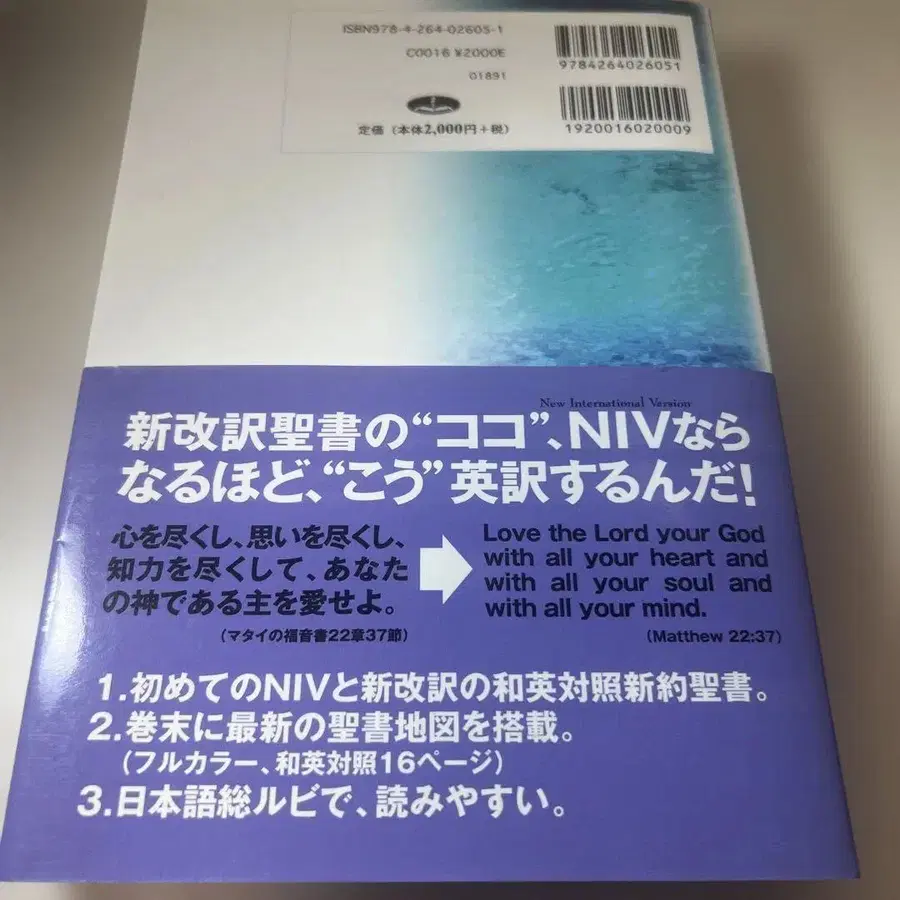 ISBN978-4-264-02605-1
C0016 ¥2000E
01891
定価（本体2,000円＋税）
9784264026051
1920016020009
New International Version
新改訳聖書の“ココ”、NIVなら
なるほど、“こう”英訳するんだ！
心を尽くし、思いを尽くし、
知力を尽くして、あなた
の神である主を愛せよ。
（マタイの福音書22章37節）
Love the Lord your God
with all your heart and
with all your soul and
with all your mind.
(Matthew 22:37)
1.初めてのNIVと新改訳の和英対照新約聖書。
2.巻末に最新の聖書地図を搭載。
（フルカラー、和英対照16ページ）
3.日本語総ルビで、読みやすい。